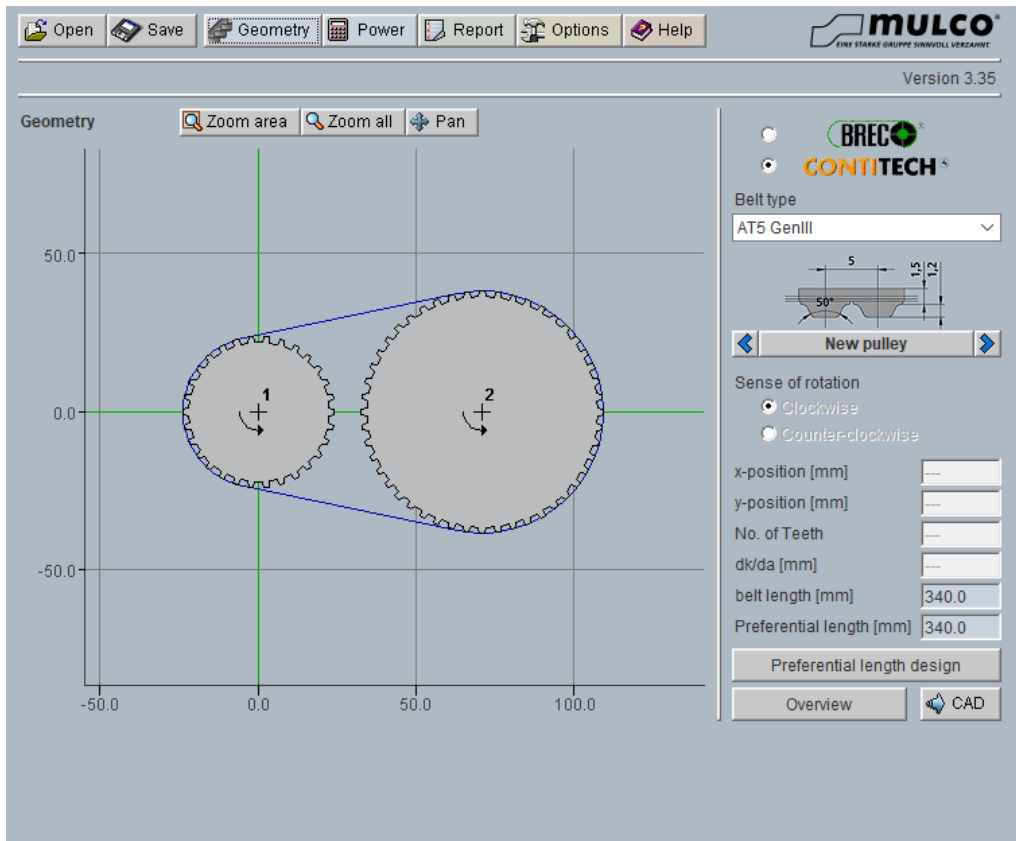 Open Save Geometry Power Report Options Help
MULCO®
EINE STARKE GRUPPE SINNVOLL VERZAHNT.
Version 3.35
Geometry Zoom area Zoom all Pan
BRECO®
CONTITECH®
Belt type
AT5 GenIII
5 1,5 1,2
50°
New pulley
Sense of rotation
Clockwise
Counter-clockwise
x-position [mm] ---
y-position [mm] ---
No. of Teeth ---
dk/da [mm] ---
belt length [mm] 340.0
Preferential length [mm] 340.0
Preferential length design
Overview CAD
50.0
0.0
-50.0
1 2
-50.0 0.0 50.0 100.0